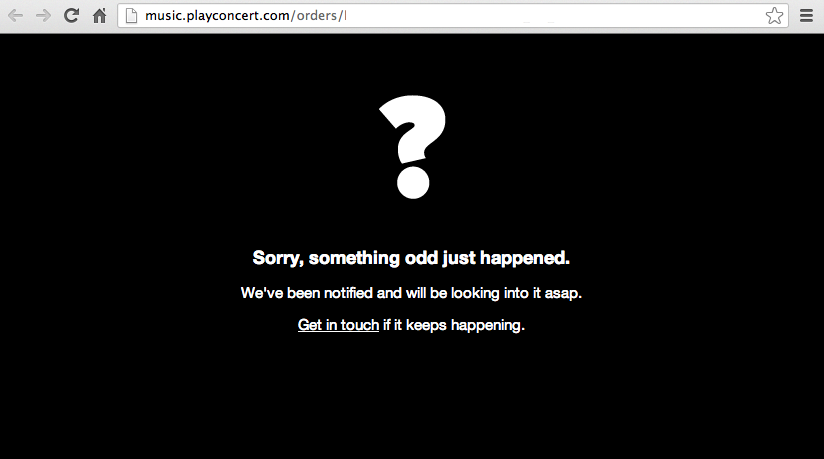 music.playconcert.com/orders/
?
Sorry, something odd just happened.
We've been notified and will be looking into it asap.
Get in touch if it keeps happening.